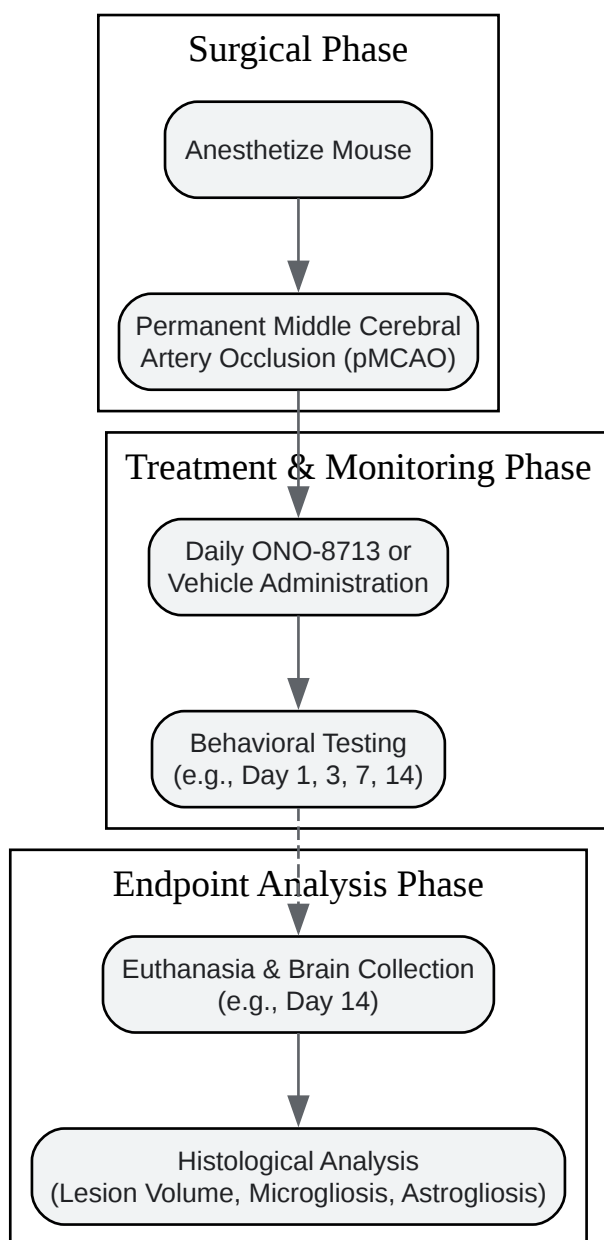 Surgical Phase
Anesthetize Mouse
Permanent Middle Cerebral
Artery Occlusion (pMCAO)
Treatment & Monitoring Phase
Daily ONO-8713 or
Vehicle Administration
Behavioral Testing
(e.g., Day 1, 3, 7, 14)
Endpoint Analysis Phase
Euthanasia & Brain Collection
(e.g., Day 14)
Histological Analysis
(Lesion Volume, Microgliosis, Astrogliosis)